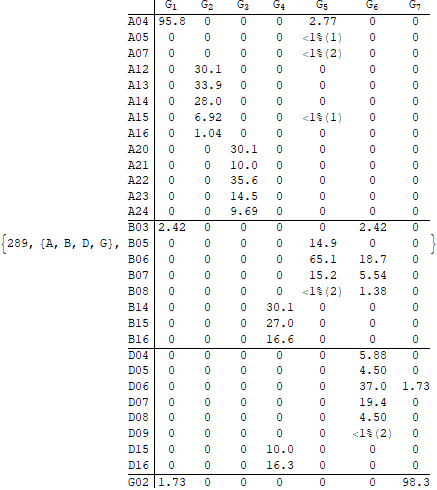 G1 G2 G3 G4 G5 G6 G7
A04 95.8 0 0 0 2.77 0 0
A05 0 0 0 0 <1%(1) 0 0
A07 0 0 0 0 <1%(2) 0 0
A12 0 30.1 0 0 0 0 0
A13 0 33.9 0 0 0 0 0
A14 0 28.0 0 0 0 0 0
A15 0 6.92 0 0 <1%(1) 0 0
A16 0 1.04 0 0 0 0 0
A20 0 0 30.1 0 0 0 0
A21 0 0 10.0 0 0 0 0
A22 0 0 35.6 0 0 0 0
A23 0 0 14.5 0 0 0 0
A24 0 0 9.69 0 0 0 0
B03 2.42 0 0 0 0 2.42 0
{289, {A, B, D, G}, B05 0 0 0 0 14.9 0 0 }
B06 0 0 0 0 65.1 18.7 0
B07 0 0 0 0 15.2 5.54 0
B08 0 0 0 0 <1%(2) 1.38 0
B14 0 0 0 30.1 0 0 0
B15 0 0 0 27.0 0 0 0
B16 0 0 0 16.6 0 0 0
D04 0 0 0 0 0 5.88 0
D05 0 0 0 0 0 4.50 0
D06 0 0 0 0 0 37.0 1.73
D07 0 0 0 0 0 19.4 0
D08 0 0 0 0 0 4.50 0
D09 0 0 0 0 0 <1%(2) 0
D15 0 0 0 10.0 0 0 0
D16 0 0 0 16.3 0 0 0
G02 1.73 0 0 0 0 0 98.3